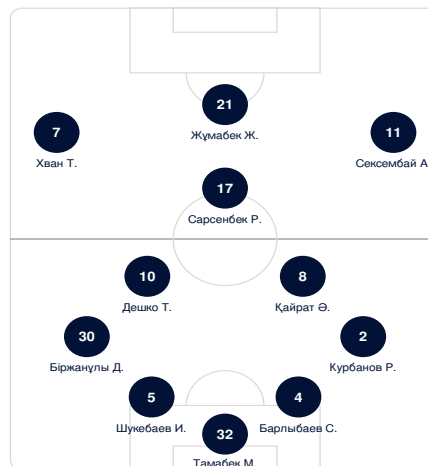 21
Жұмабек Ж.
7
Хван Т.
11
Сексембай А
17
Сарсенбек Р.
10
Дешко Т.
8
Қайрат Ә.
30
Біржанұлы Д.
2
Курбанов Р.
5
Шукебаев И.
4
Барлыбаев С.
32
Тамабек М.